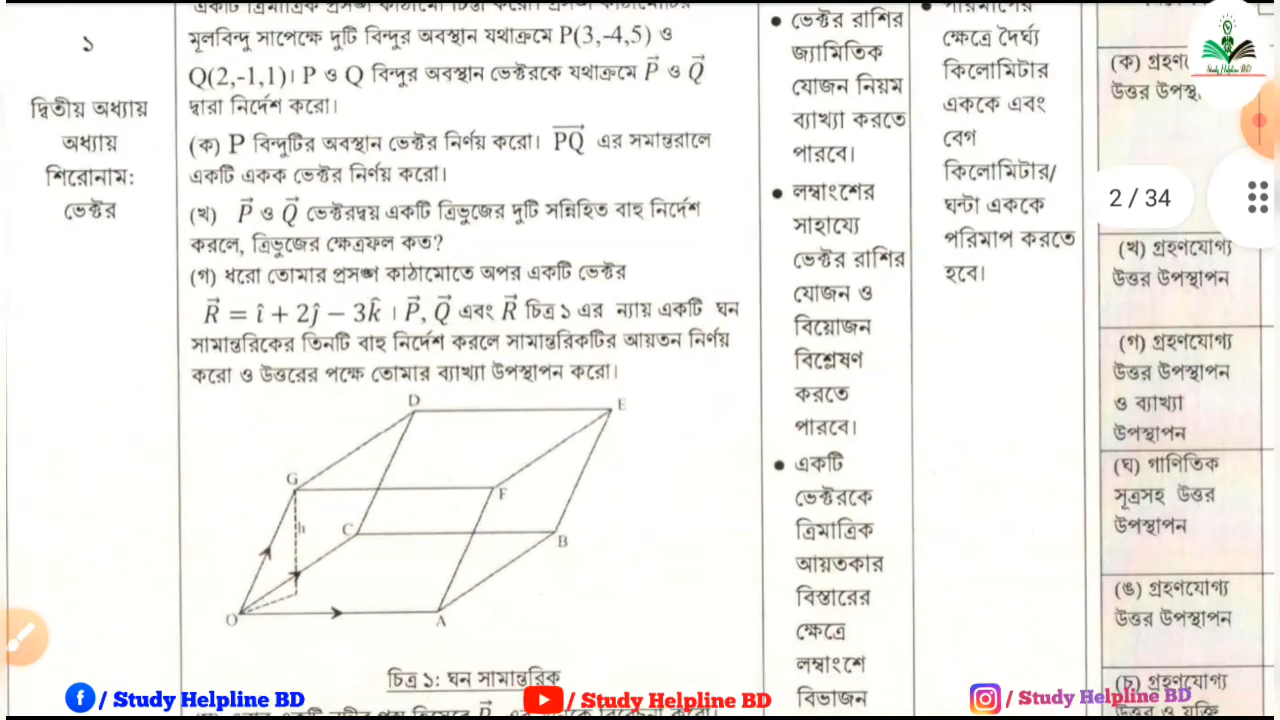 ১
দ্বিতীয় অধ্যায়
অধ্যায়
শিরোনাম:
ভেক্টর
মূলবিন্দু সাপেক্ষে দুটি বিন্দুর অবস্থান যথাক্রমে P(3,-4,5) ও
Q(2,-1,1)। P ও Q বিন্দুর অবস্থান ভেক্টরকে যথাক্রমে P⃗ ও Q⃗
দ্বারা নির্দেশ করো।
(ক) P বিন্দুটির অবস্থান ভেক্টর নির্ণয় করো। P͞Q⃗ এর সমান্তরালে
একটি একক ভেক্টর নির্ণয় করো।
(খ) P⃗ ও Q⃗ ভেক্টরদ্বয় একটি ত্রিভুজের দুটি সন্নিহিত বাহু নির্দেশ
করলে, ত্রিভুজের ক্ষেত্রফল কত?
(গ) ধরো তোমার প্রসঙ্গ কাঠামোতে অপর একটি ভেক্টর
R⃗ = î + 2ĵ − 3k̂ । P⃗, Q⃗ এবং R⃗ চিত্র ১ এর ন্যায় একটি ঘন
সামান্তরিকের তিনটি বাহু নির্দেশ করলে সামান্তরিকটির আয়তন নির্ণয়
করো ও উত্তরের পক্ষে তোমার ব্যাখ্যা উপস্থাপন করো।
D
E
G
F
h
C
B
O
A
চিত্র ১: ঘন সামান্তরিক
● ভেক্টর রাশির
জ্যামিতিক
যোজন নিয়ম
ব্যাখ্যা করতে
পারবে।
● লম্বাংশের
সাহায্যে
ভেক্টর রাশির
যোজন ও
বিয়োজন
বিশ্লেষণ
করতে
পারবে।
● একটি
ভেক্টরকে
ত্রিমাত্রিক
আয়তকার
বিস্তারের
ক্ষেত্রে
লম্বাংশে
বিভাজন
ক্ষেত্রে দৈর্ঘ্য
কিলোমিটার
এককে এবং
বেগ
কিলোমিটার/
ঘন্টা এককে
পরিমাপ করতে
হবে।
(ক)
উত্তর
(খ) গ্রহণযোগ্য
উত্তর উপস্থাপন
(গ) গ্রহণযোগ্য
উত্তর উপস্থাপন
ও ব্যাখ্যা
উপস্থাপন
(ঘ) গাণিতিক
সূত্রসহ উত্তর
উপস্থাপন
(ঙ) গ্রহণযোগ্য
উত্তর উপস্থাপন
(চ) গ্রহণযোগ্য
2 / 34
Study Helpline BD
/ Study Helpline BD
/ Study Helpline BD
/ Study Helpline BD